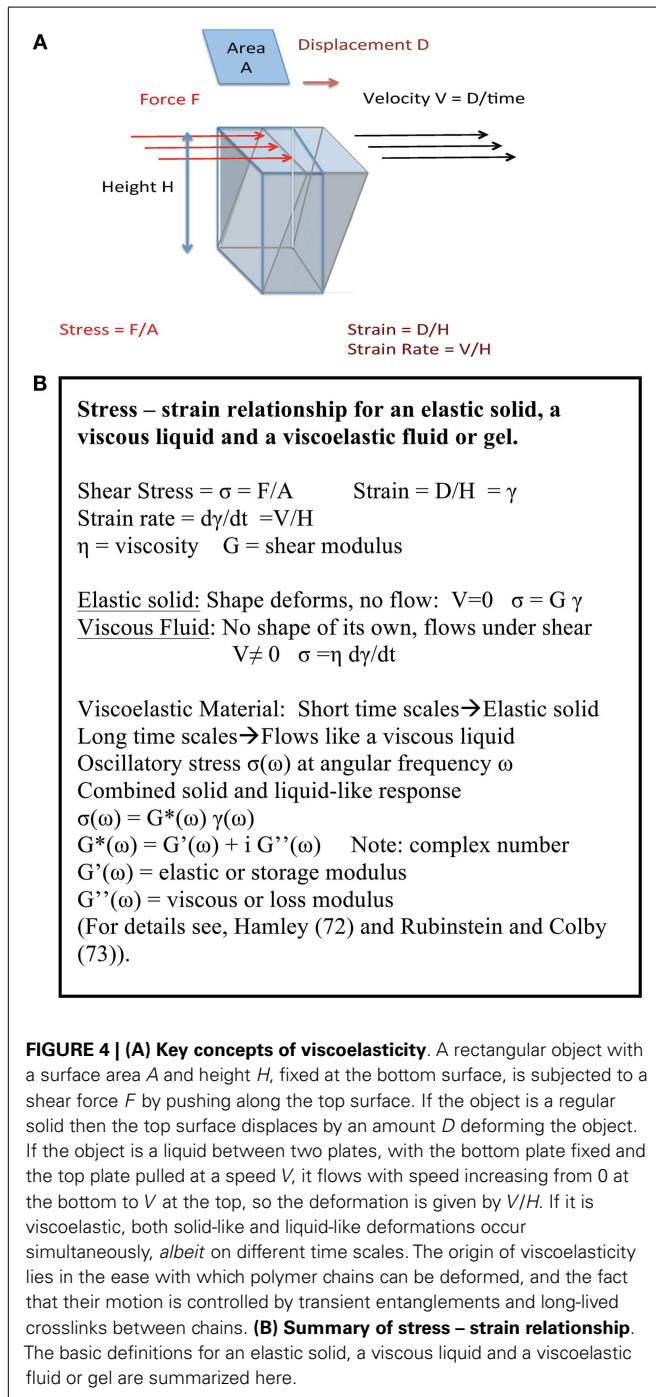 A
Area
A
Displacement D
Force F
Velocity V = D/time
Height H
Stress = F/A
Strain = D/H
Strain Rate = V/H
B
Stress – strain relationship for an elastic solid, a
viscous liquid and a viscoelastic fluid or gel.
Shear Stress = σ = F/A Strain = D/H = γ
Strain rate = dγ/dt =V/H
η = viscosity G = shear modulus
Elastic solid: Shape deforms, no flow: V=0 σ = G γ
Viscous Fluid: No shape of its own, flows under shear
V≠ 0 σ =η dγ/dt
Viscoelastic Material: Short time scales→Elastic solid
Long time scales→Flows like a viscous liquid
Oscillatory stress σ(ω) at angular frequency ω
Combined solid and liquid-like response
σ(ω) = G*(ω) γ(ω)
G*(ω) = G’(ω) + i G’’(ω) Note: complex number
G’(ω) = elastic or storage modulus
G’’(ω) = viscous or loss modulus
(For details see, Hamley (72) and Rubinstein and Colby
(73)).
FIGURE 4 | (A) Key concepts of viscoelasticity. A rectangular object with
a surface area A and height H, fixed at the bottom surface, is subjected to a
shear force F by pushing along the top surface. If the object is a regular
solid then the top surface displaces by an amount D deforming the object.
If the object is a liquid between two plates, with the bottom plate fixed and
the top plate pulled at a speed V, it flows with speed increasing from 0 at
the bottom to V at the top, so the deformation is given by V/H. If it is
viscoelastic, both solid-like and liquid-like deformations occur
simultaneously, albeit on different time scales. The origin of viscoelasticity
lies in the ease with which polymer chains can be deformed, and the fact
that their motion is controlled by transient entanglements and long-lived
crosslinks between chains. (B) Summary of stress – strain relationship.
The basic definitions for an elastic solid, a viscous liquid and a viscoelastic
fluid or gel are summarized here.